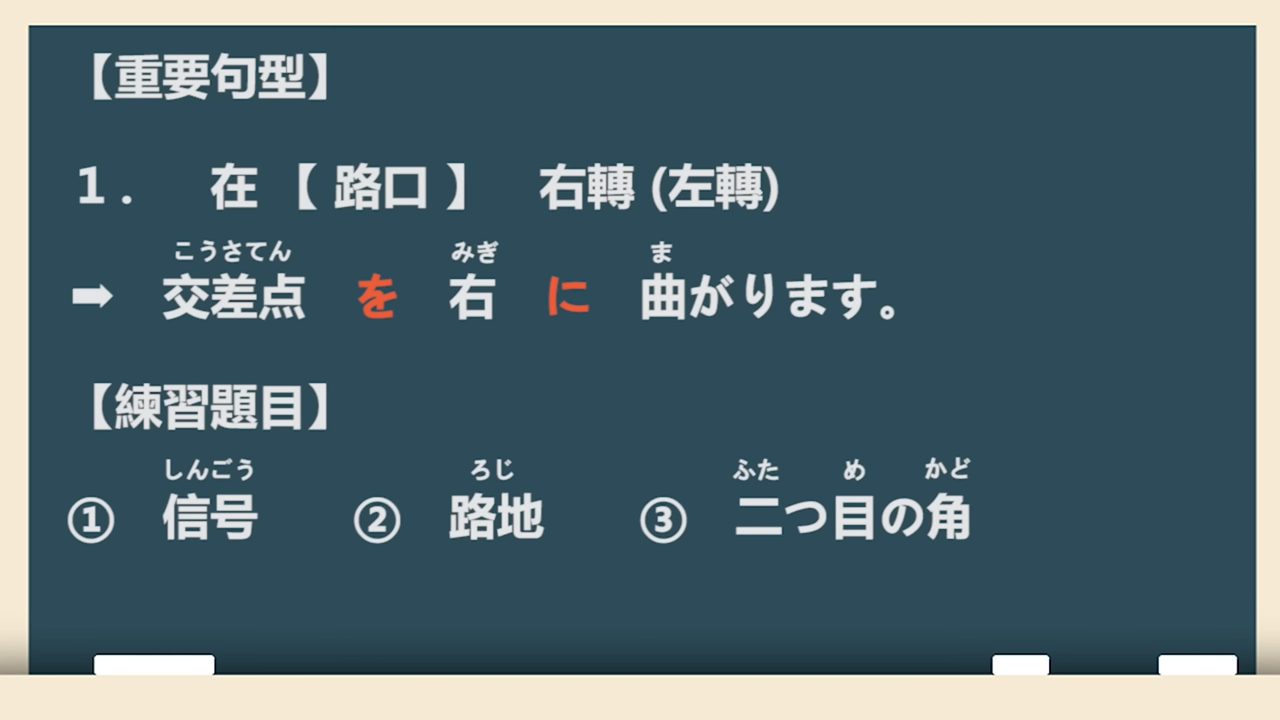 【重要句型】
1. 在【路口】 右轉 (左轉)
こうさてん みぎ ま
➡ 交差点 を 右 に 曲がります。
【練習題目】
しんごう ろじ ふた め かど
① 信号 ② 路地 ③ 二つ目の角